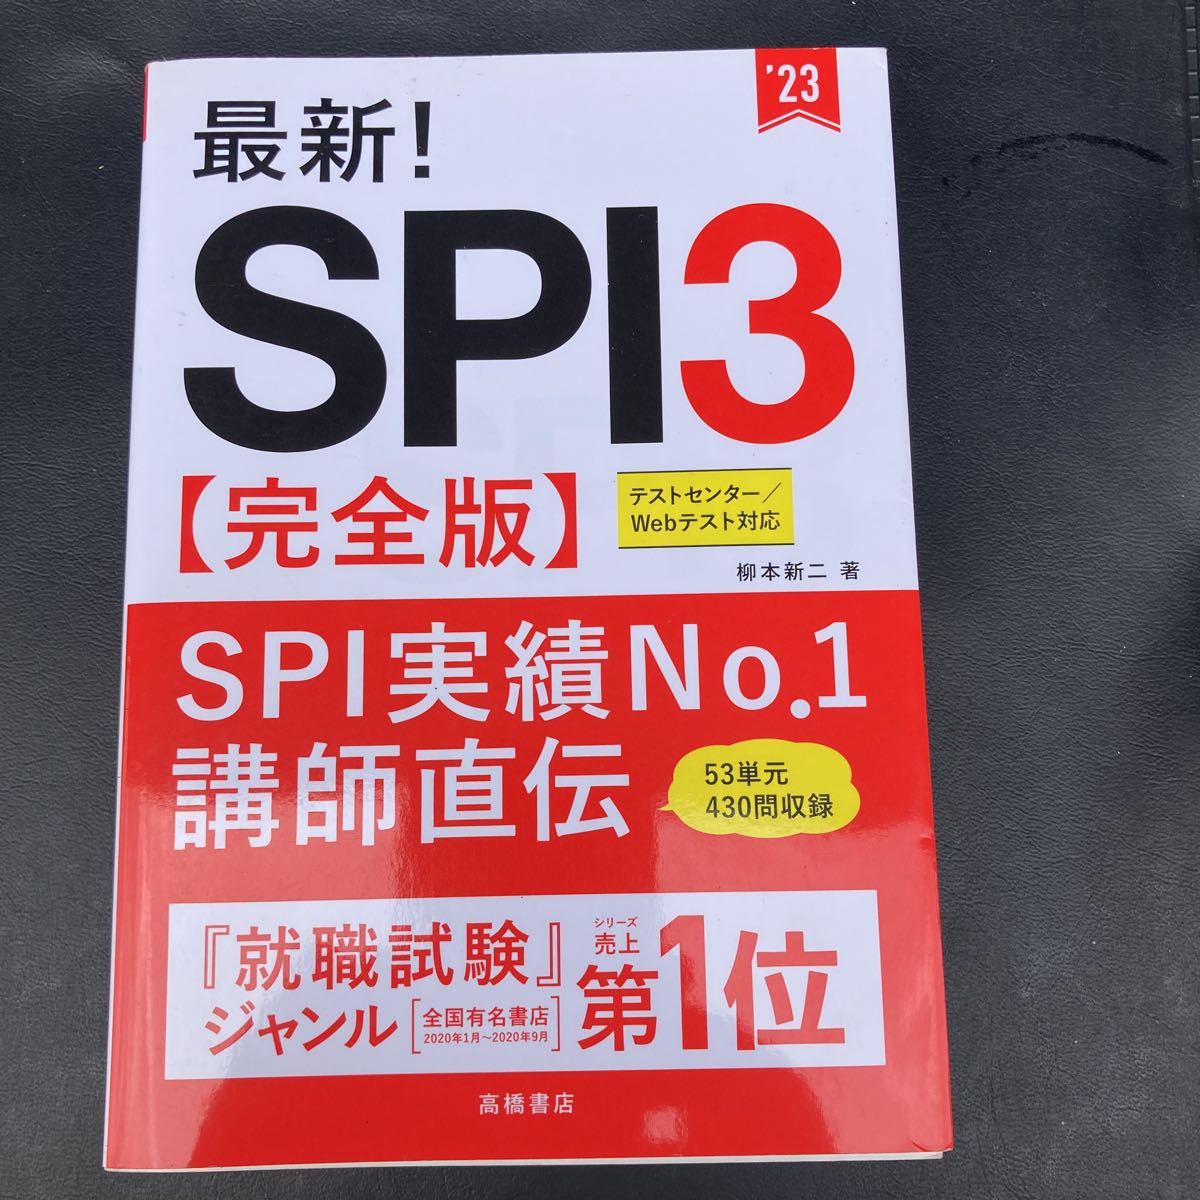 '23
最新!
SPI3
【完全版】
テストセンター/
Webテスト対応
柳本新二 著
SPI実績No.1
講師直伝
53単元
430問収録
『就職試験』
ジャンル
[全国有名書店
2020年1月~2020年9月]
シリーズ
売上
第1位
高橋書店